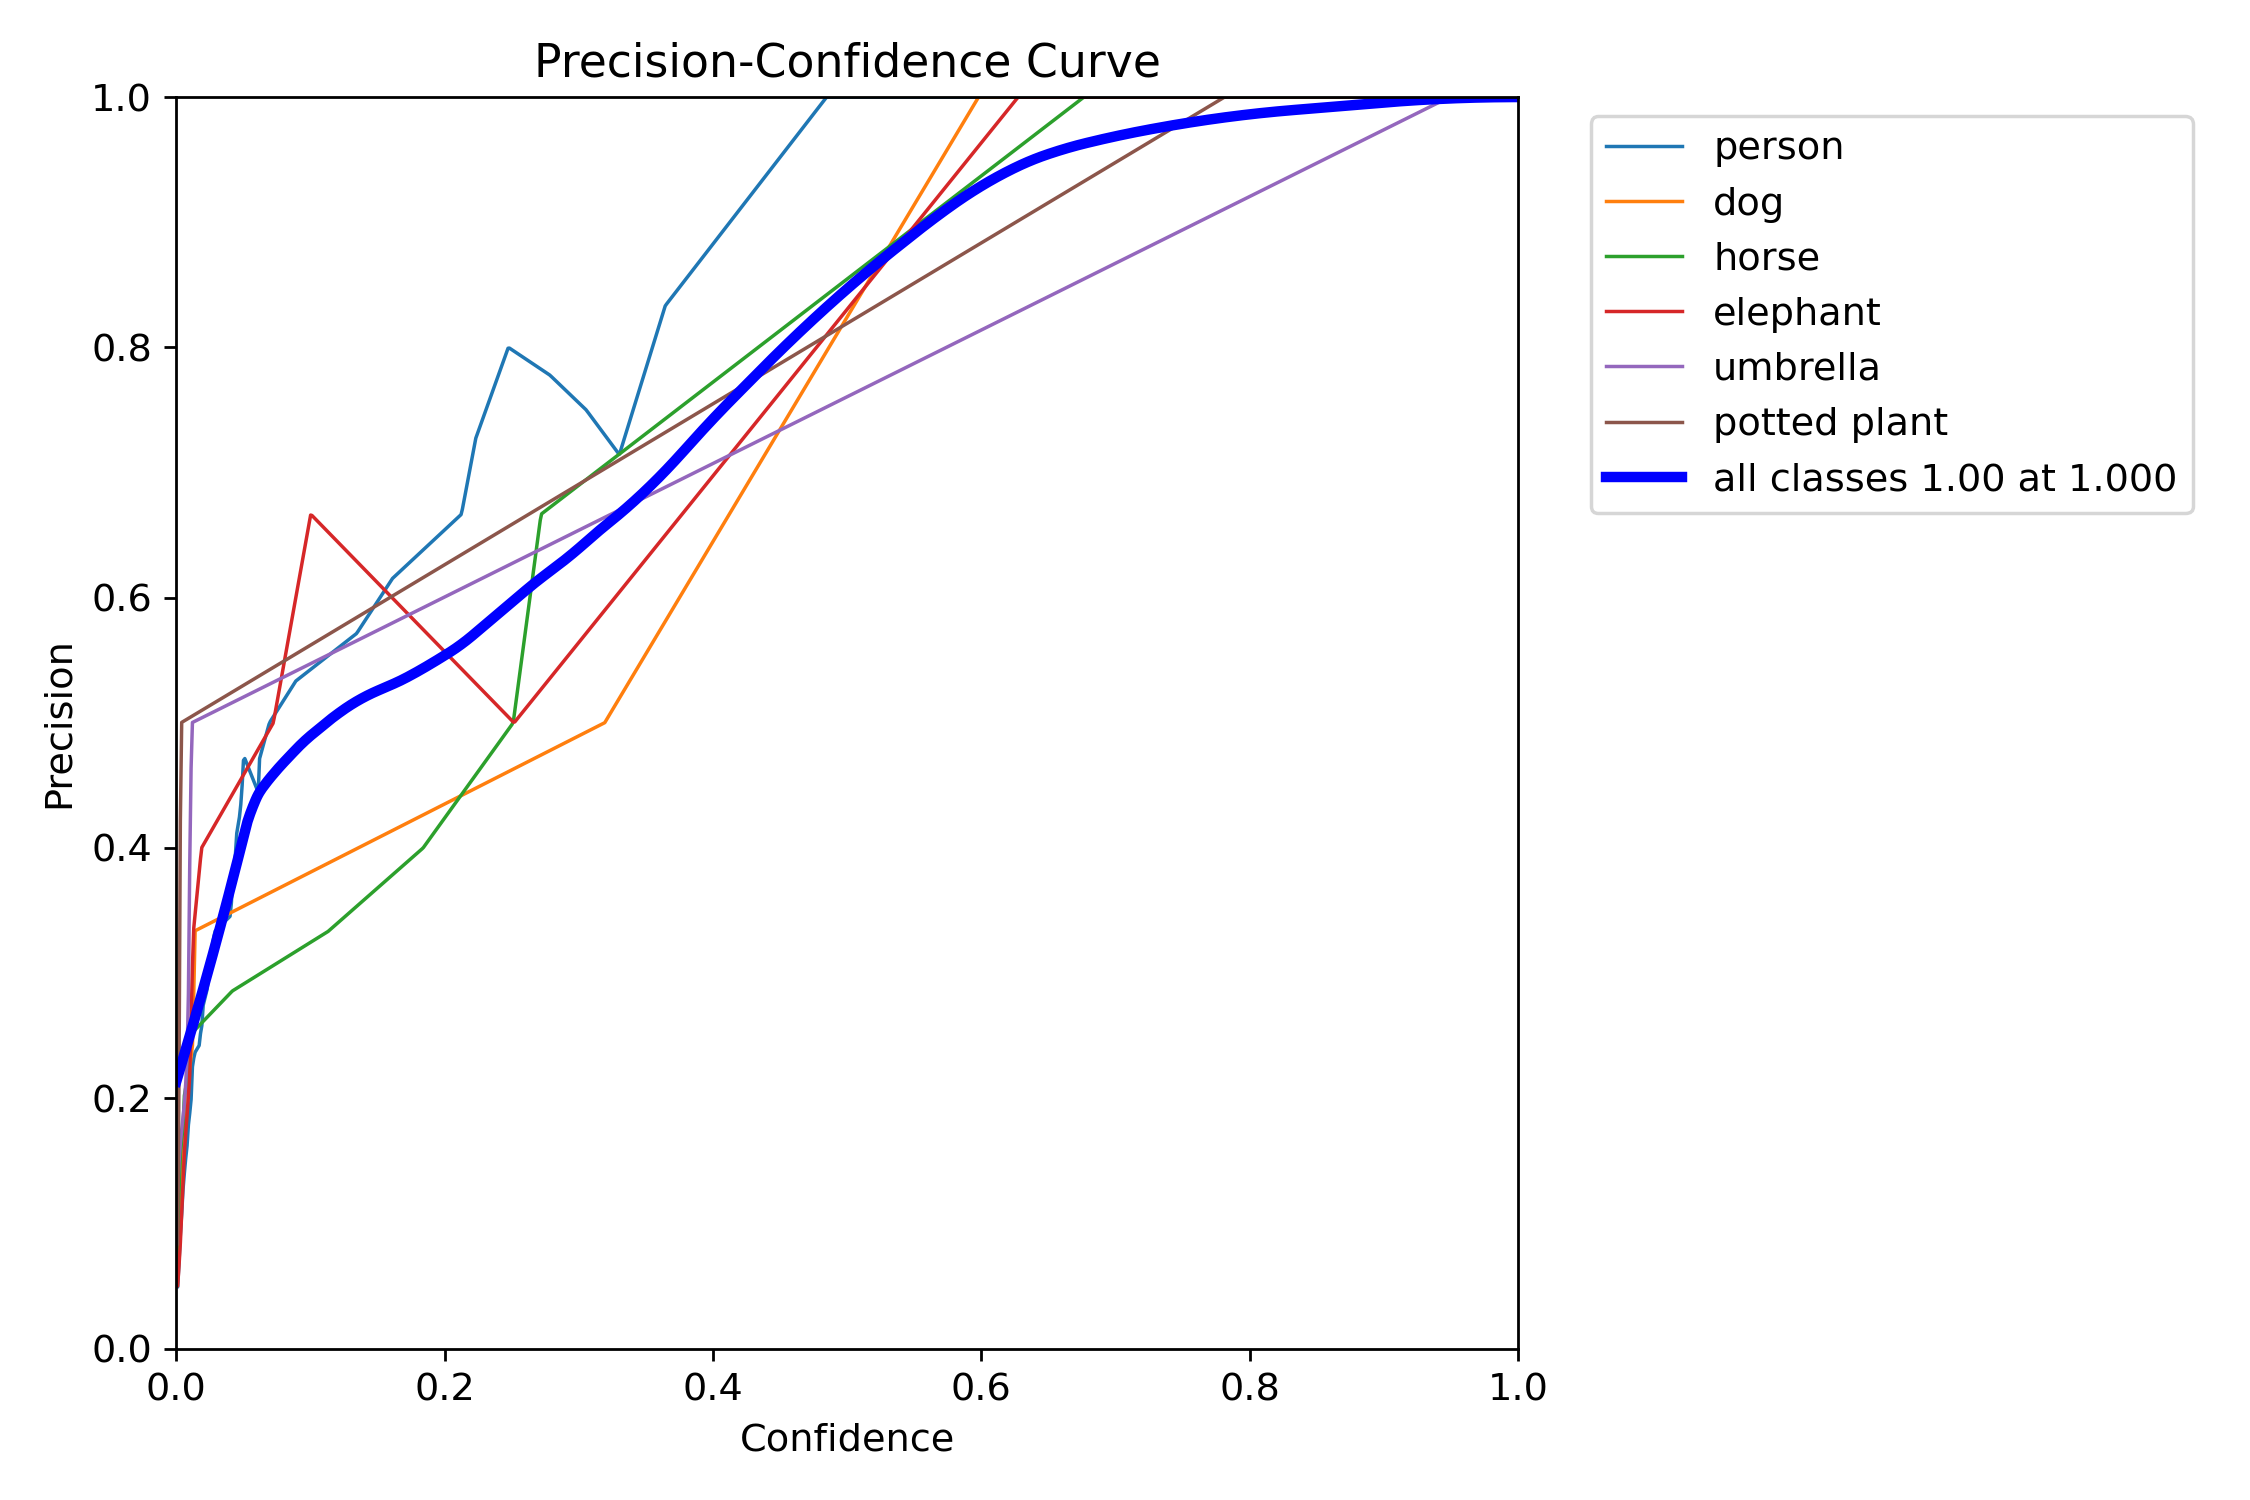 Precision-Confidence Curve
1.0
0.8
0.6
0.4
0.2
0.0
Precision
0.0 0.2 0.4 0.6 0.8 1.0
Confidence
person
dog
horse
elephant
umbrella
potted plant
all classes 1.00 at 1.000